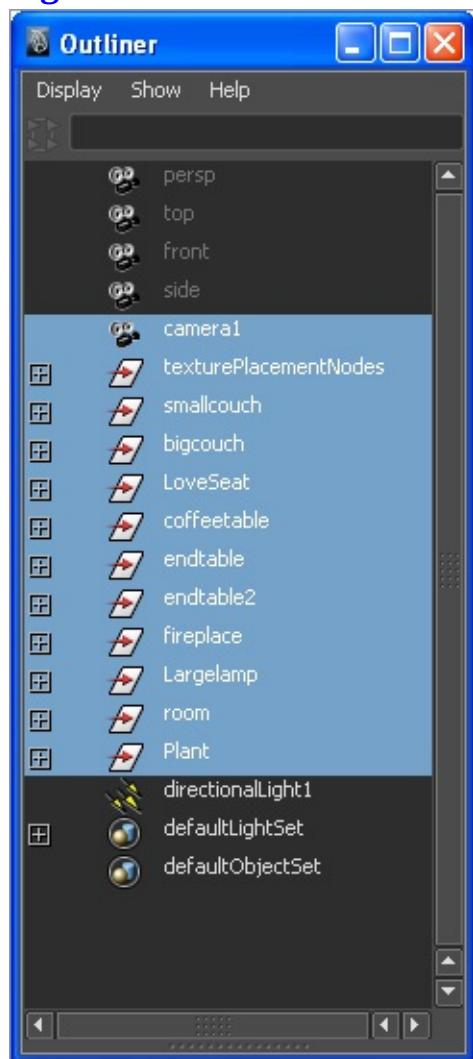 Outliner
Display Show Help
persp
top
front
side
camera1
texturePlacementNodes
smallcouch
bigcouch
LoveSeat
coffeetable
endtable
endtable2
fireplace
Largelamp
room
Plant
directionalLight1
defaultLightSet
defaultObjectSet